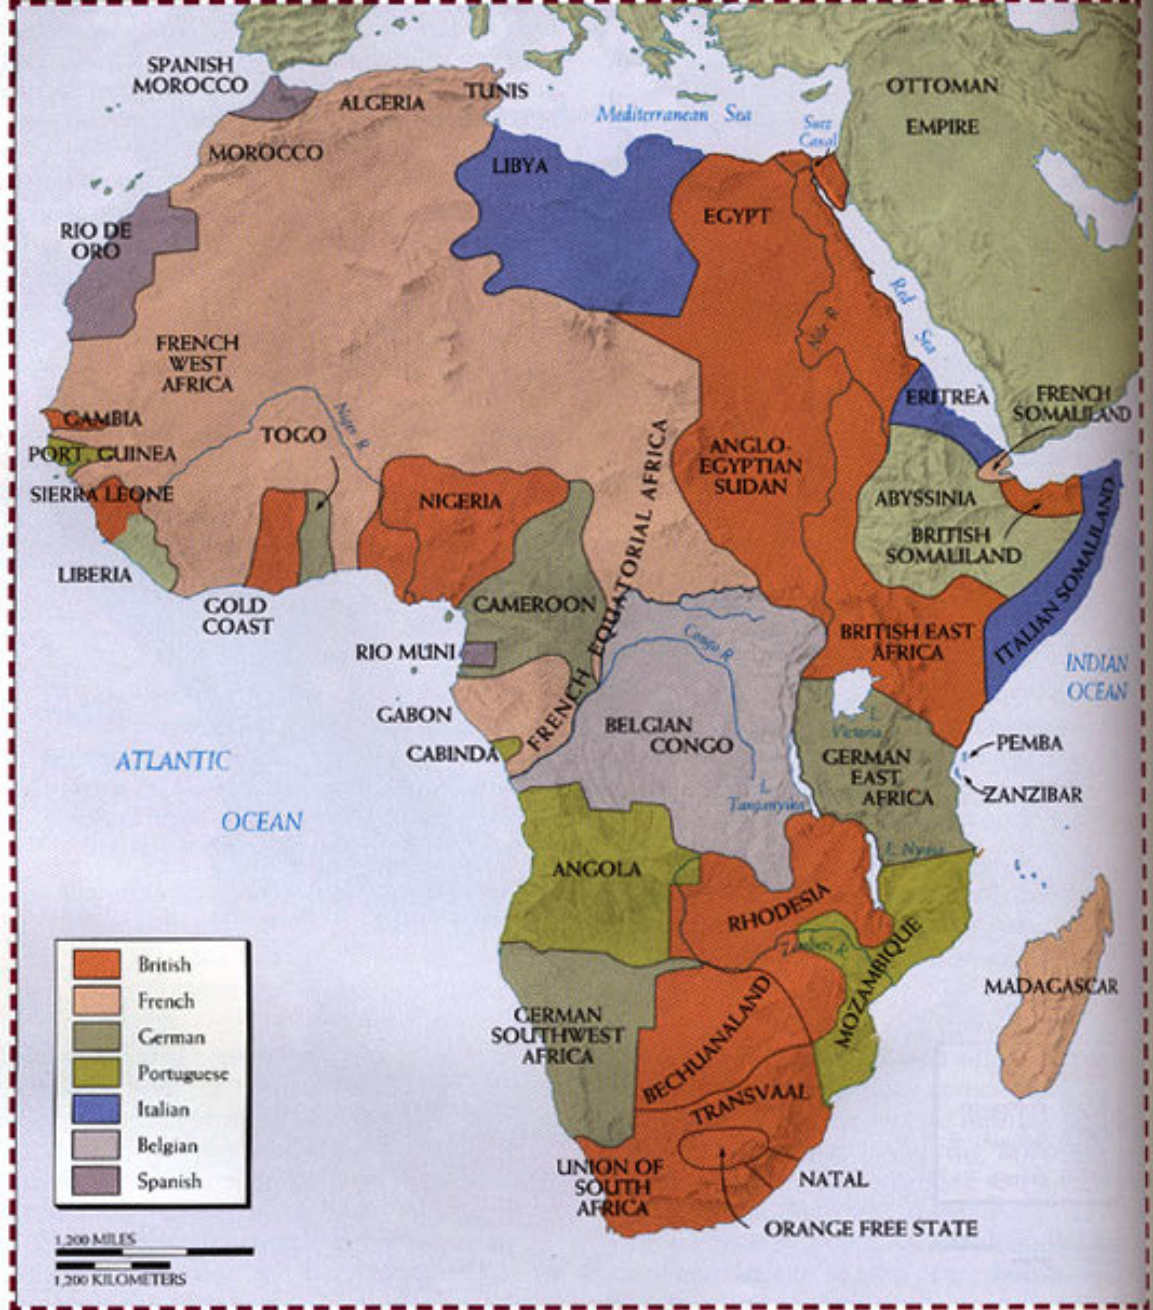 SPANISH
MOROCCO
ALGERIA
TUNIS
OTTOMAN
EMPIRE
Mediterranean Sea
Suez
Canal
MOROCCO
LIBYA
EGYPT
RIO DE
ORO
Red
Sea
Nile R.
FRENCH
WEST
AFRICA
ERITREA
FRENCH
SOMALILAND
GAMBIA
Niger R.
TOGO
PORT. GUINEA
ANGLO-
EGYPTIAN
SUDAN
SIERRA LEONE
NIGERIA
ABYSSINIA
BRITISH
SOMALILAND
ITALIAN SOMALILAND
LIBERIA
GOLD
COAST
CAMEROON
FRENCH EQUATORIAL AFRICA
BRITISH EAST
AFRICA
RIO MUNI
Congo R.
INDIAN
OCEAN
GABON
BELGIAN
CONGO
L.
Victoria
CABINDA
PEMBA
GERMAN
EAST
AFRICA
ZANZIBAR
ATLANTIC
OCEAN
L.
Tanganyika
L. Nyasa
ANGOLA
RHODESIA
Zambezi R.
MOZAMBIQUE
MADAGASCAR
GERMAN
SOUTHWEST
AFRICA
BECHUANALAND
TRANSVAAL
UNION OF
SOUTH
AFRICA
NATAL
ORANGE FREE STATE
British
French
German
Portuguese
Italian
Belgian
Spanish
1,200 MILES
1,200 KILOMETERS